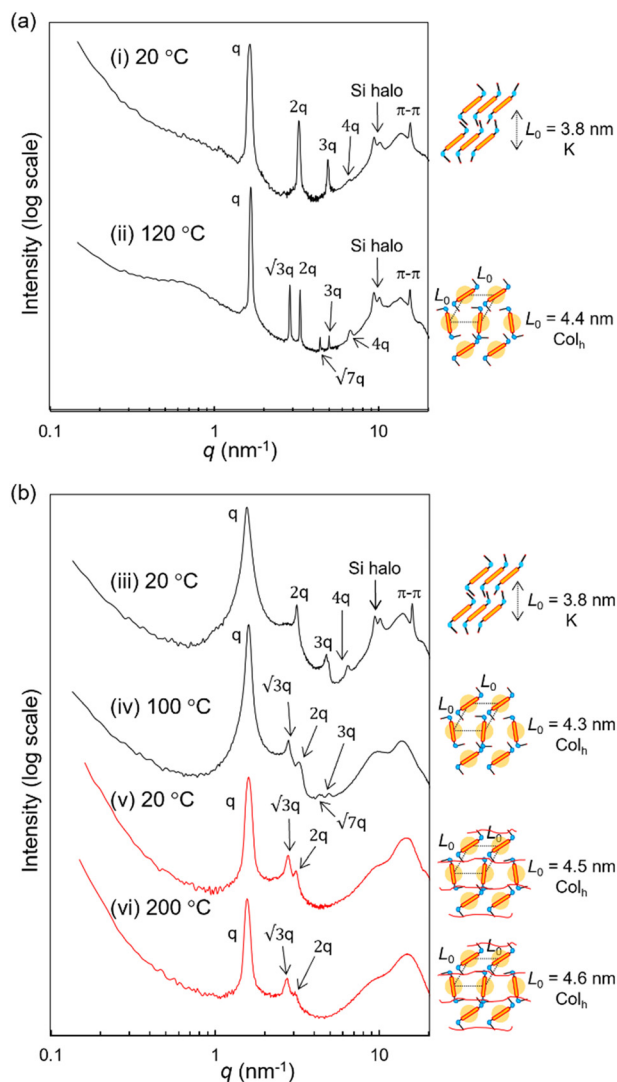 (a)
(i) 20 °C
q
2q
3q
4q
Si halo
π-π
L₀ = 3.8 nm
K
(ii) 120 °C
q
√3q
2q
√7q
3q
4q
Si halo
π-π
L₀
L₀
L₀ = 4.4 nm
Colₕ
Intensity (log scale)
0.1
1
10
q (nm⁻¹)
(b)
(iii) 20 °C
q
2q
3q
4q
Si halo
π-π
L₀ = 3.8 nm
K
(iv) 100 °C
q
√3q
2q
3q
√7q
L₀
L₀
L₀ = 4.3 nm
Colₕ
(v) 20 °C
q
√3q
2q
L₀
L₀
L₀ = 4.5 nm
Colₕ
(vi) 200 °C
q
√3q
2q
L₀
L₀
L₀ = 4.6 nm
Colₕ
Intensity (log scale)
0.1
1
10
q (nm⁻¹)